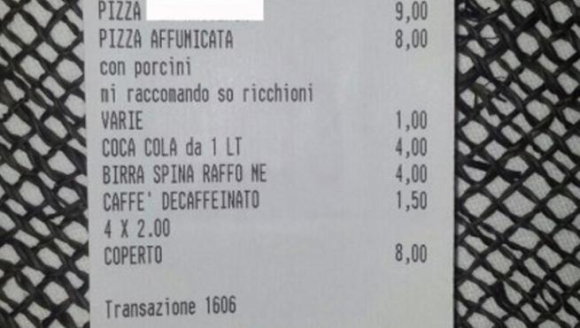 PIZZA 9,00
PIZZA AFFUMICATA 8,00
con porcini
mi raccomando so ricchioni
VARIE 1,00
COCA COLA da 1 LT 4,00
BIRRA SPINA RAFFO ME 4,00
CAFFE' DECAFFEINATO 1,50
4 X 2.00
COPERTO 8,00
Transazione 1606